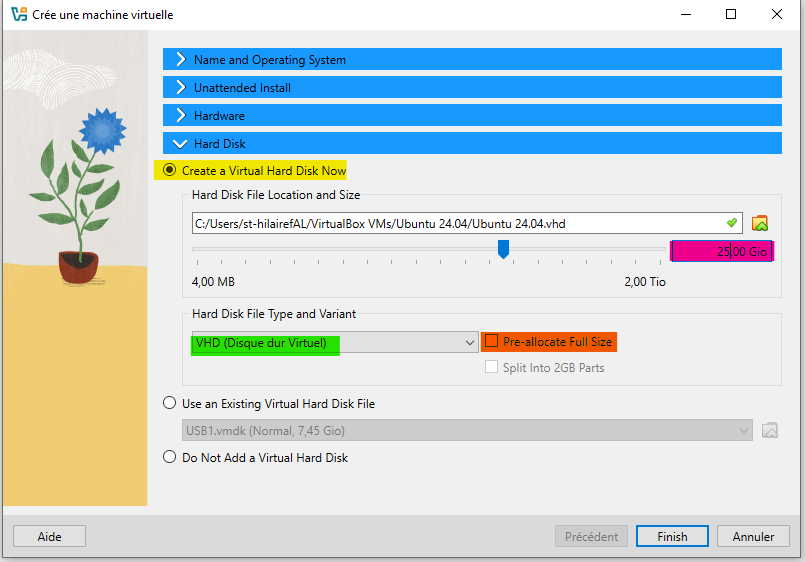 Crée une machine virtuelle
Name and Operating System
Unattended Install
Hardware
Hard Disk
Create a Virtual Hard Disk Now
Hard Disk File Location and Size
C:/Users/st-hilairefAL/VirtualBox VMs/Ubuntu 24.04/Ubuntu 24.04.vhd
25,00 Gio
4,00 MB 2,00 Tio
Hard Disk File Type and Variant
VHD (Disque dur Virtuel) Pre-allocate Full Size
Split Into 2GB Parts
Use an Existing Virtual Hard Disk File
USB1.vmdk (Normal, 7,45 Gio)
Do Not Add a Virtual Hard Disk
Aide Précédent Finish Annuler